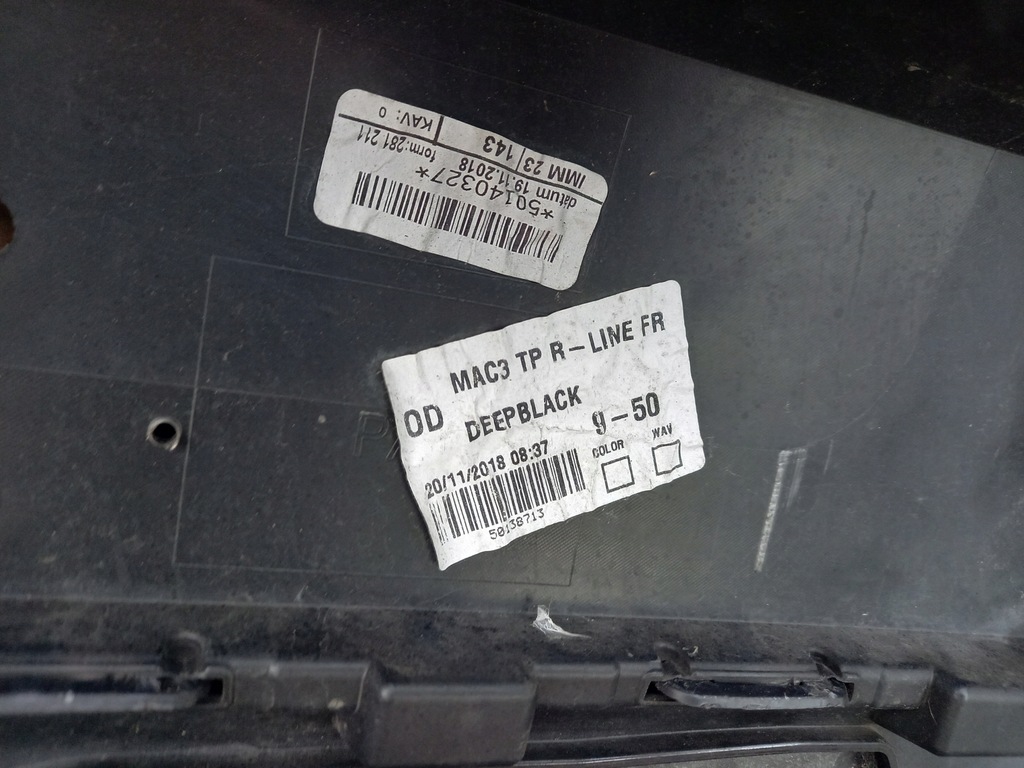 IMM 23/143 KAV: 0
dátum 19.11.2018 form:281 211
*50140327*
MAC3 TP R-LINE FR
OD DEEPBLACK g-50
20/11/2018 08:37 COLOR WAV
50138713